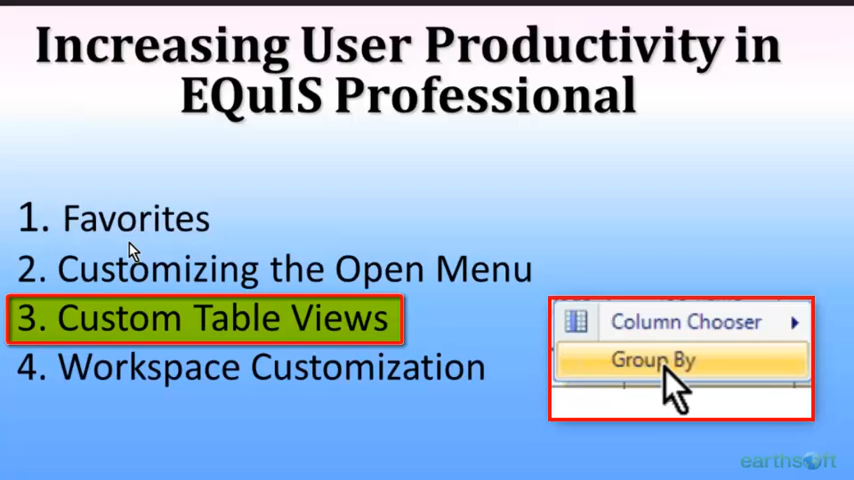 Increasing User Productivity in
EQuIS Professional
1. Favorites
2. Customizing the Open Menu
3. Custom Table Views
4. Workspace Customization
Column Chooser
Group By
earthsoft